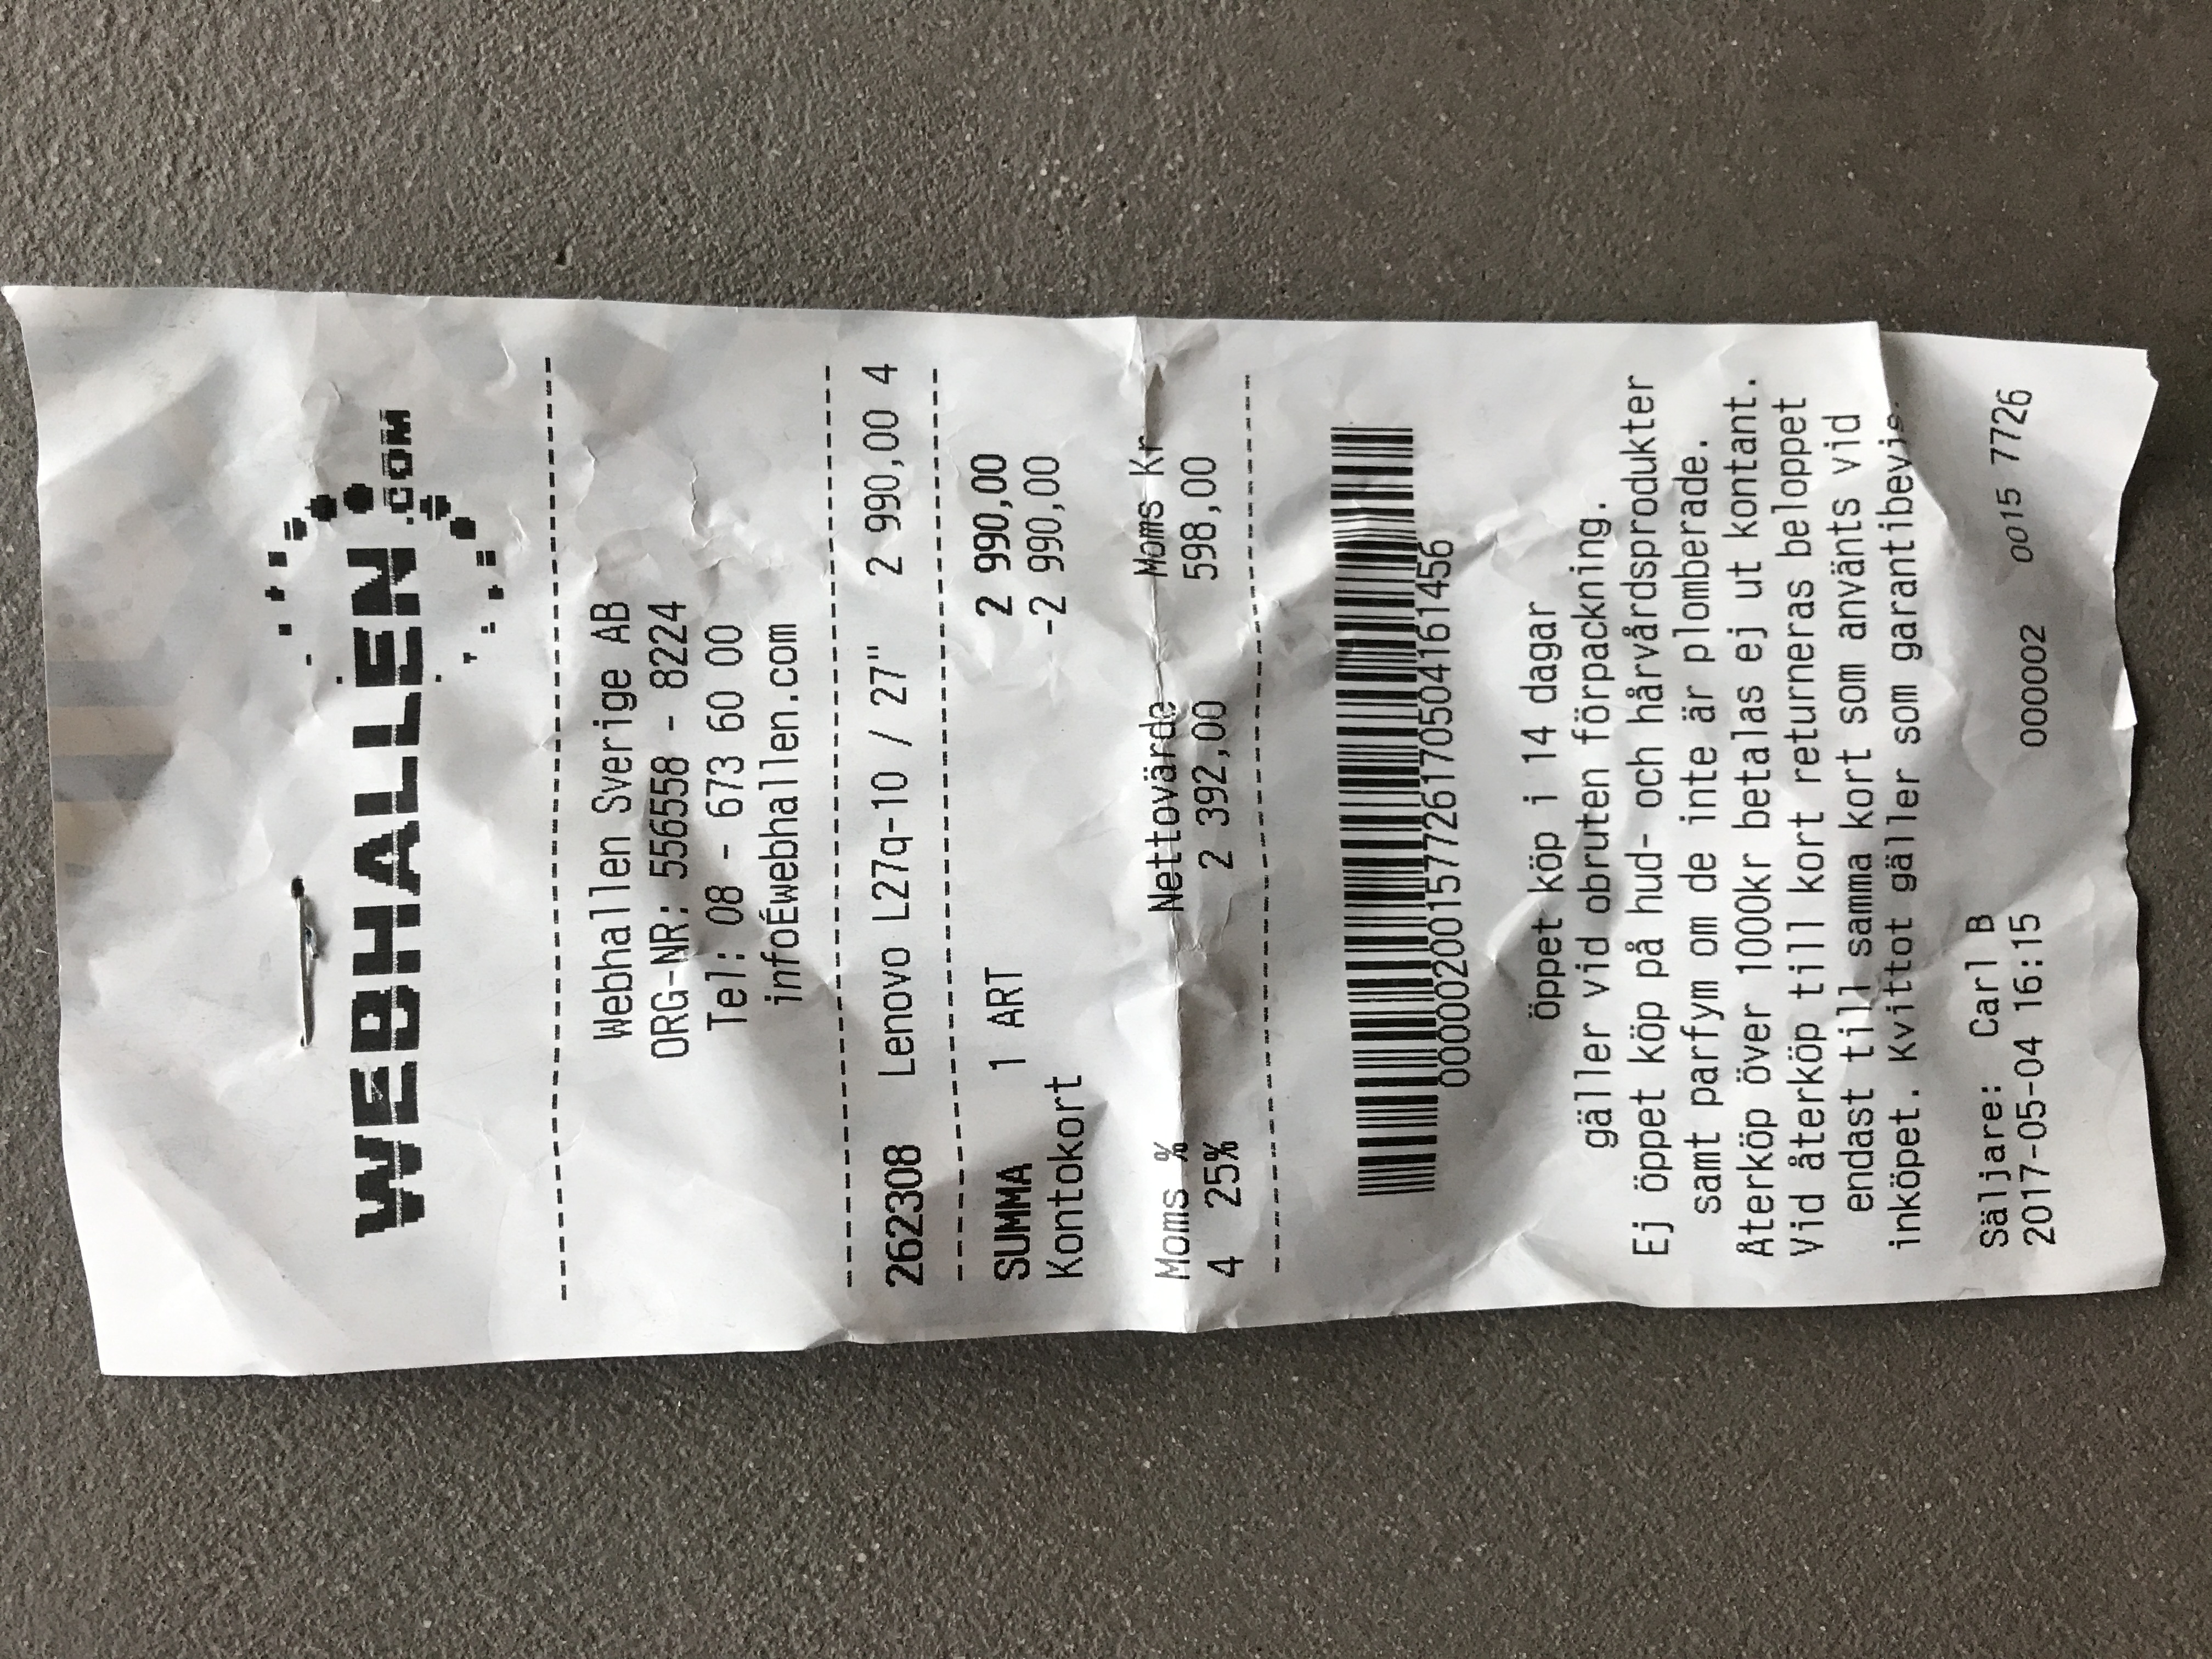 WEBHALLEN.COM
Webhallen Sverige AB
ORG-NR: 556558 - 8224
Tel: 08 - 673 60 00
infoÉwebhallen.com
262308 Lenovo L27q-10 / 27" 2 990,00 4
SUMMA 1 ART 2 990,00
Kontokort -2 990,00
Moms % Nettovärde Moms Kr
4 25% 2 392,00 598,00
00000200157726170504161456
öppet köp i 14 dagar
gäller vid obruten förpackning.
Ej öppet köp på hud- och hårvårdsprodukter
samt parfym om de inte är plomberade.
Återköp över 1000kr betalas ej ut kontant.
Vid återköp till kort returneras beloppet
endast till samma kort som använts vid
inköpet. Kvittot gäller som garantibevis.
Säljare: Carl B
2017-05-04 16:15 000002 0015 7726